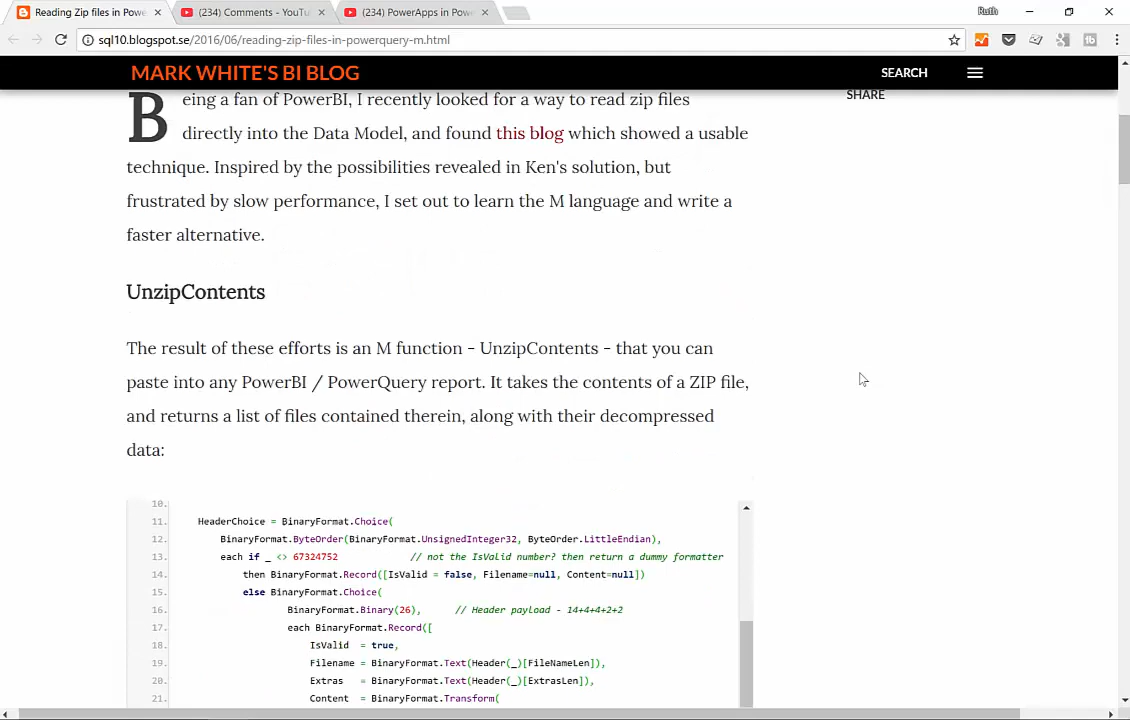 Reading Zip files in Pow
(234) Comments - YouTu
(234) PowerApps in Powe
Ruth
sql10.blogspot.se/2016/06/reading-zip-files-in-powerquery-m.html
MARK WHITE'S BI BLOG
SEARCH
SHARE
Being a fan of PowerBI, I recently looked for a way to read zip files
directly into the Data Model, and found this blog which showed a usable
technique. Inspired by the possibilities revealed in Ken's solution, but
frustrated by slow performance, I set out to learn the M language and write a
faster alternative.
UnzipContents
The result of these efforts is an M function - UnzipContents - that you can
paste into any PowerBI / PowerQuery report. It takes the contents of a ZIP file,
and returns a list of files contained therein, along with their decompressed
data:
10.
11. HeaderChoice = BinaryFormat.Choice(
12. BinaryFormat.ByteOrder(BinaryFormat.UnsignedInteger32, ByteOrder.LittleEndian),
13. each if _ <> 67324752 // not the IsValid number? then return a dummy formatter
14. then BinaryFormat.Record([IsValid = false, Filename=null, Content=null])
15. else BinaryFormat.Choice(
16. BinaryFormat.Binary(26), // Header payload - 14+4+4+2+2
17. each BinaryFormat.Record([
18. IsValid = true,
19. Filename = BinaryFormat.Text(Header(_)[FileNameLen]),
20. Extras = BinaryFormat.Text(Header(_)[ExtrasLen]),
21. Content = BinaryFormat.Transform(